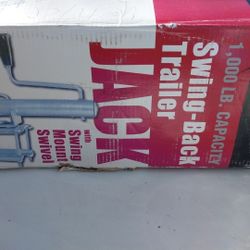 1,000 LB. CAPACITY
Swing-Back
Trailer
JACK
with
Swing
Mount
Swivel